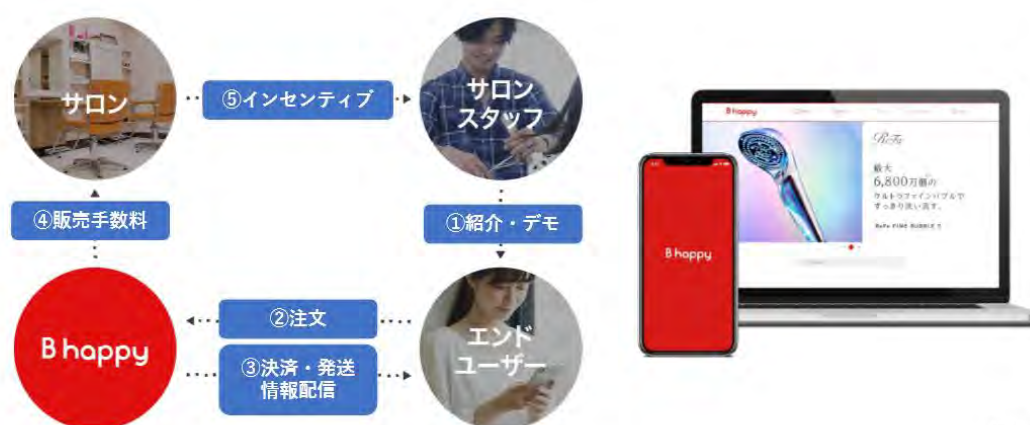 サロン
⑤インセンティブ
サロン
スタッフ
④販売手数料
①紹介・デモ
B happy
②注文
③決済・発送
情報配信
エンド
ユーザー
B happy
B happy
ReFa
最大
6,800万個の
ウルトラファインバブルで
すっきり洗い流す。
ReFa FINE BUBBLE S